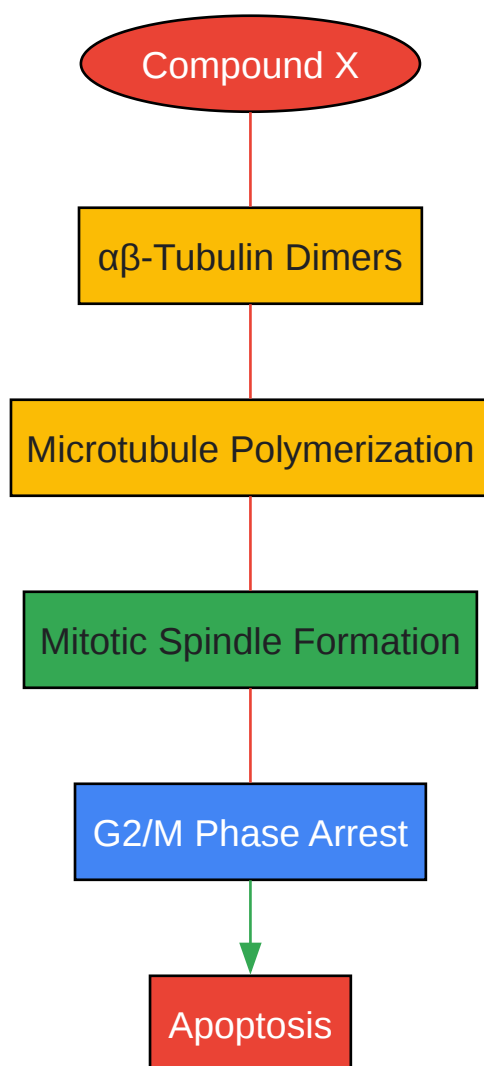 Compound X
αβ-Tubulin Dimers
Microtubule Polymerization
Mitotic Spindle Formation
G2/M Phase Arrest
Apoptosis